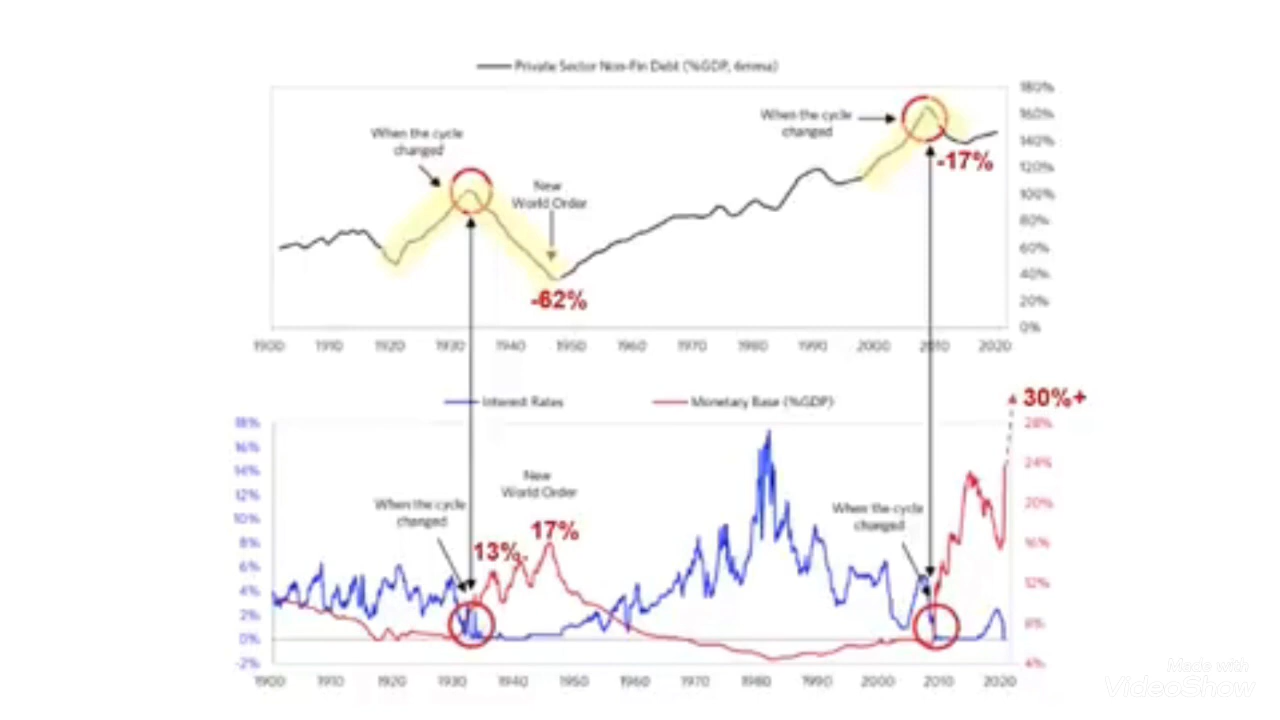 Private Sector Non-Fin Debt (%GDP, 6mma)
180%
160%
140%
120%
100%
80%
60%
40%
20%
0%
When the cycle
changed
When the cycle
changed
New
World Order
-62%
-17%
1900 1910 1920 1930 1940 1950 1960 1970 1980 1990 2000 2010 2020
Interest Rates
Monetary Base (%GDP)
30%+
18%
16%
14%
12%
10%
8%
6%
4%
2%
0%
-2%
28%
24%
20%
16%
12%
8%
4%
New
World Order
When the cycle
changed
13%
17%
When the cycle
changed
1900 1910 1920 1930 1940 1950 1960 1970 1980 1990 2000 2010 2020
Made with
VideoShow